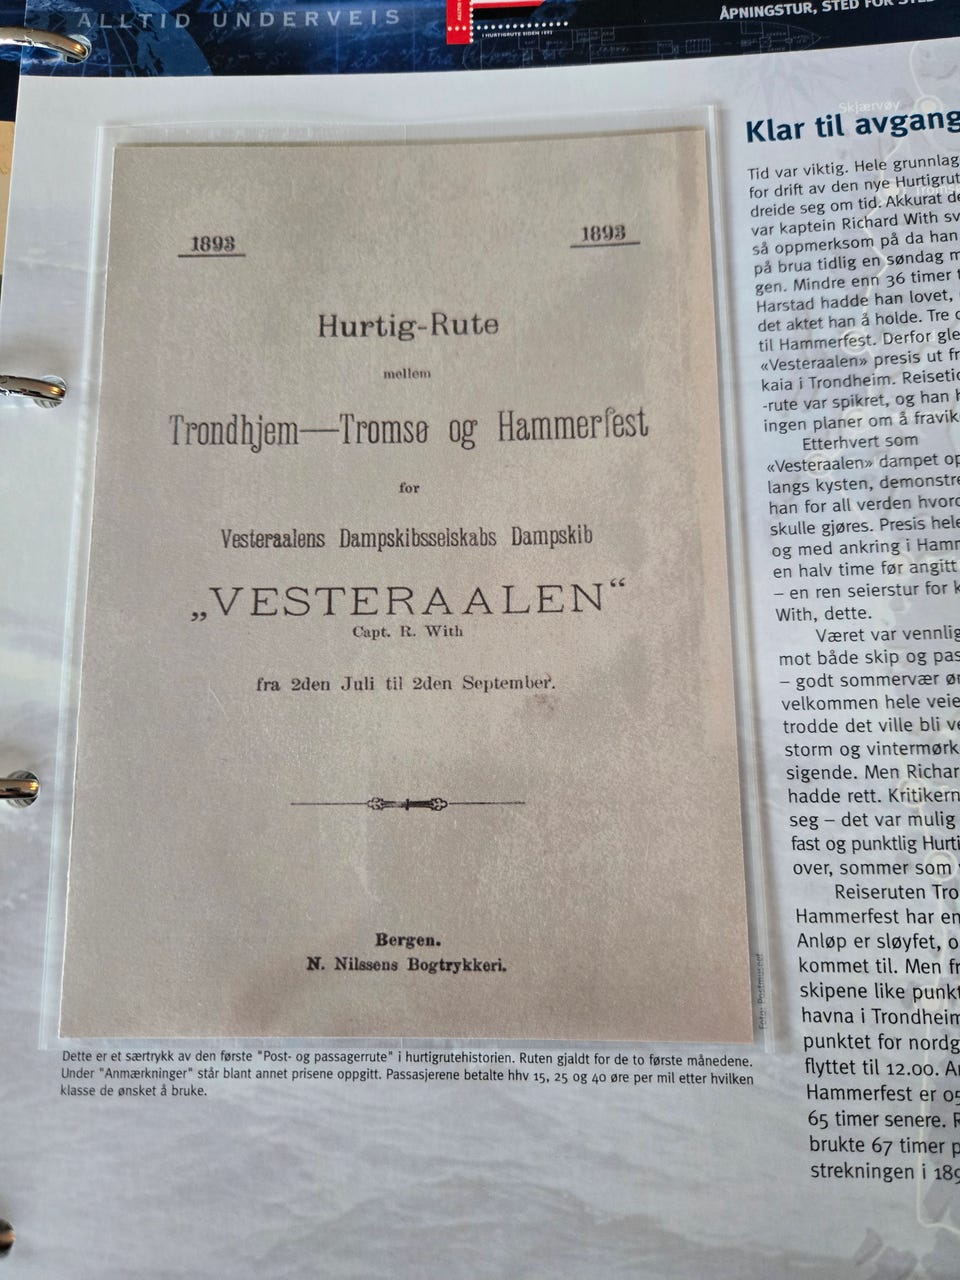 ALLTID UNDERVEIS
I HURTIGRUTE SIDEN 1893
ÅPNINGSTUR, STED FOR
1893
1893
Hurtig-Rute
mellem
Trondhjem—Tromsø og Hammerfest
for
Vesteraalens Dampskibsselskabs Dampskib
„VESTERAALEN“
Capt. R. With
fra 2den Juli til 2den September.
Bergen.
N. Nilssens Bogtrykkeri.
Foto: Postmuseet
Dette er et særtrykk av den første "Post- og passagerrute" i hurtigrutehistorien. Ruten gjaldt for de to første månedene.
Under "Anmærkninger" står blant annet prisene oppgitt. Passasjerene betalte hhv 15, 25 og 40 øre per mil etter hvilken
klasse de ønsket å bruke.
Skjærvøy
Klar til avgang
Tid var viktig. Hele grunnlag
for drift av den nye Hurtigrut
dreide seg om tid. Akkurat de
var kaptein Richard With sv
så oppmerksom på da han
på brua tidlig en søndag m
gen. Mindre enn 36 timer t
Harstad hadde han lovet,
det aktet han å holde. Tre
til Hammerfest. Derfor gle
«Vesteraalen» presis ut fr
kaia i Trondheim. Reisetid
-rute var spikret, og han h
ingen planer om å fravik
Etterhvert som
«Vesteraalen» dampet op
langs kysten, demonstre
han for all verden hvord
skulle gjøres. Presis hele
og med ankring i Hamm
en halv time før angitt
– en ren seierstur for k
With, dette.
Været var vennlig
mot både skip og pas
– godt sommervær øn
velkommen hele veie
trodde det ville bli ve
storm og vintermørk
sigende. Men Richar
hadde rett. Kritikern
seg – det var mulig
fast og punktlig Hurti
over, sommer som v
Reiseruten Tro
Hammerfest har en
Anløp er sløyfet, o
kommet til. Men fr
skipene like punkt
havna i Trondheim
punktet for nordg
flyttet til 12.00. A
Hammerfest er 05
65 timer senere. R
brukte 67 timer p
strekningen i 189